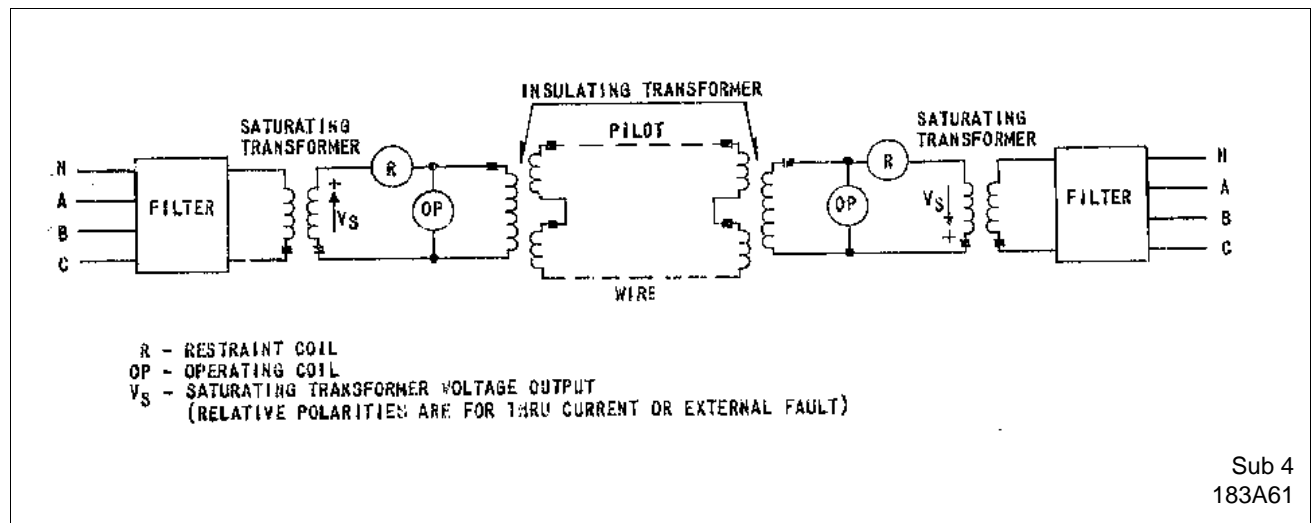 INSULATING TRANSFORMER
SATURATING
TRANSFORMER
PILOT
SATURATING
TRANSFORMER
N
A
B
C
FILTER
+
VS
R
OP
WIRE
OP
R
VS
+
FILTER
N
A
B
C
R - RESTRAINT COIL
OP - OPERATING COIL
VS - SATURATING TRANSFORMER VOLTAGE OUTPUT
(RELATIVE POLARITIES ARE FOR THRU CURRENT OR EXTERNAL FAULT)
Sub 4
183A61